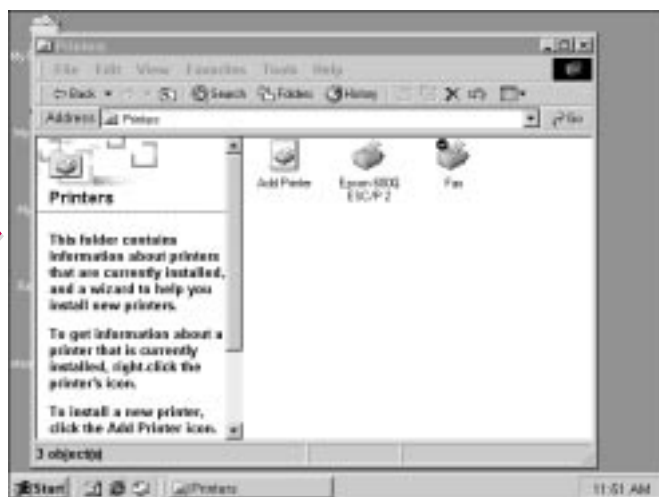 Printers
File Edit View Favorites Tools Help
Back Search Folders History
Address Printers Go
Printers
This folder contains
information about printers
that are currently installed,
and a wizard to help you
install new printers.
To get information about a
printer that is currently
installed, right-click the
printer's icon.
To install a new printer,
click the Add Printer icon.
Add Printer
Epson
ESC/P 2
Fax
3 object(s)
Start Printers 11:51 AM